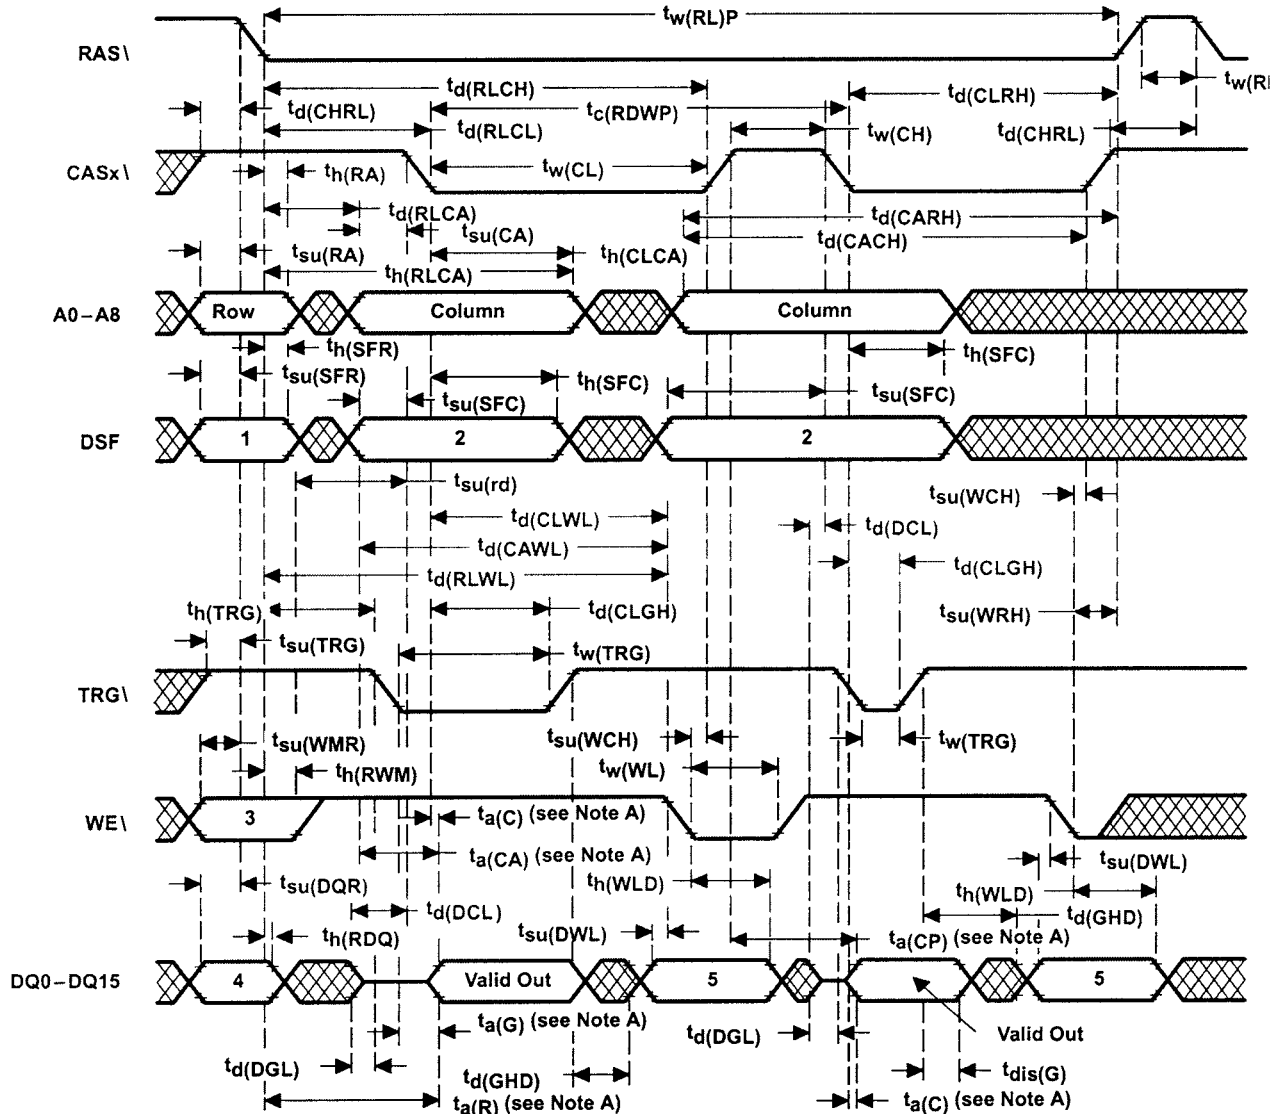 tw(RL)P
RAS\
td(RLCH)
td(CLRH)
tw(RI
td(CHRL)
tc(RDWP)
td(RLCL)
tw(CH)
td(CHRL)
CASx\
th(RA)
tw(CL)
td(RLCA)
td(CARH)
tsu(CA)
td(CACH)
tsu(RA)
th(CLCA)
th(RLCA)
A0–A8
Row
Column
Column
th(SFR)
th(SFC)
tsu(SFR)
th(SFC)
tsu(SFC)
tsu(SFC)
DSF
1
2
2
tsu(rd)
tsu(WCH)
td(CLWL)
td(DCL)
td(CAWL)
td(CLGH)
td(RLWL)
th(TRG)
td(CLGH)
tsu(WRH)
tsu(TRG)
tw(TRG)
TRG\
tsu(WMR)
tsu(WCH)
tw(TRG)
th(RWM)
tw(WL)
WE\
3
ta(C) (see Note A)
ta(CA) (see Note A)
tsu(DWL)
tsu(DQR)
th(WLD)
th(WLD)
td(DCL)
td(GHD)
th(RDQ)
tsu(DWL)
ta(CP) (see Note A)
DQ0–DQ15
4
Valid Out
5
5
ta(G) (see Note A)
Valid Out
td(DGL)
td(DGL)
td(GHD)
tdis(G)
ta(R) (see Note A)
ta(C) (see Note A)